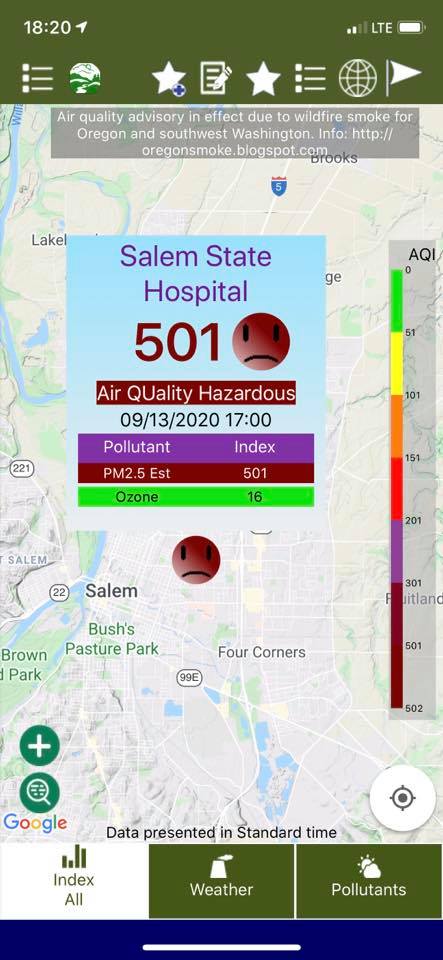 18:20
LTE
Air quality advisory in effect due to wildfire smoke for
Oregon and southwest Washington. Info: http://
oregonsmoke.blogspot.com
Brooks
5
Salem State
Hospital
501
Air QUality Hazardous
09/13/2020 17:00
Pollutant Index
PM2.5 Est 501
Ozone 16
AQI
0
51
101
151
201
301
501
502
221
T SALEM
22
Salem
Bush's
Pasture Park
Brown
d Park
Four Corners
99E
Google
Data presented in Standard time
Index
All
Weather
Pollutants